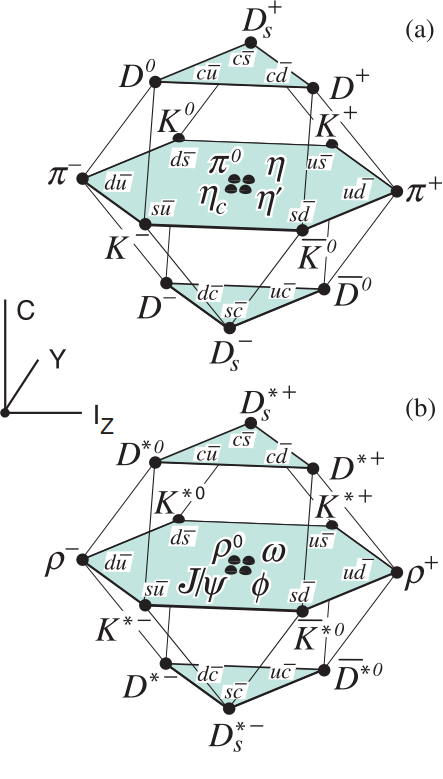 D_s^+
(a)
cs̄
D^0
cū
cd̄
D^+
K^0
K^+
ds̄
π^0
η
us̄
π^-
dū
ud̄
π^+
η_c
η′
sū
sd̄
K^-
K̄^0
D^-
dc̄
uc̄
D̄^0
sc̄
D_s^-
C
Y
I_Z
(b)
D_s^{*+}
cs̄
D^{*0}
cū
cd̄
D^{*+}
K^{*0}
K^{*+}
ds̄
us̄
ρ^0
ω
ρ^-
dū
ud̄
ρ^+
J/ψ
φ
sū
sd̄
K^{*-}
K̄^{*0}
D^{*-}
dc̄
uc̄
D̄^{*0}
sc̄
D_s^{*-}